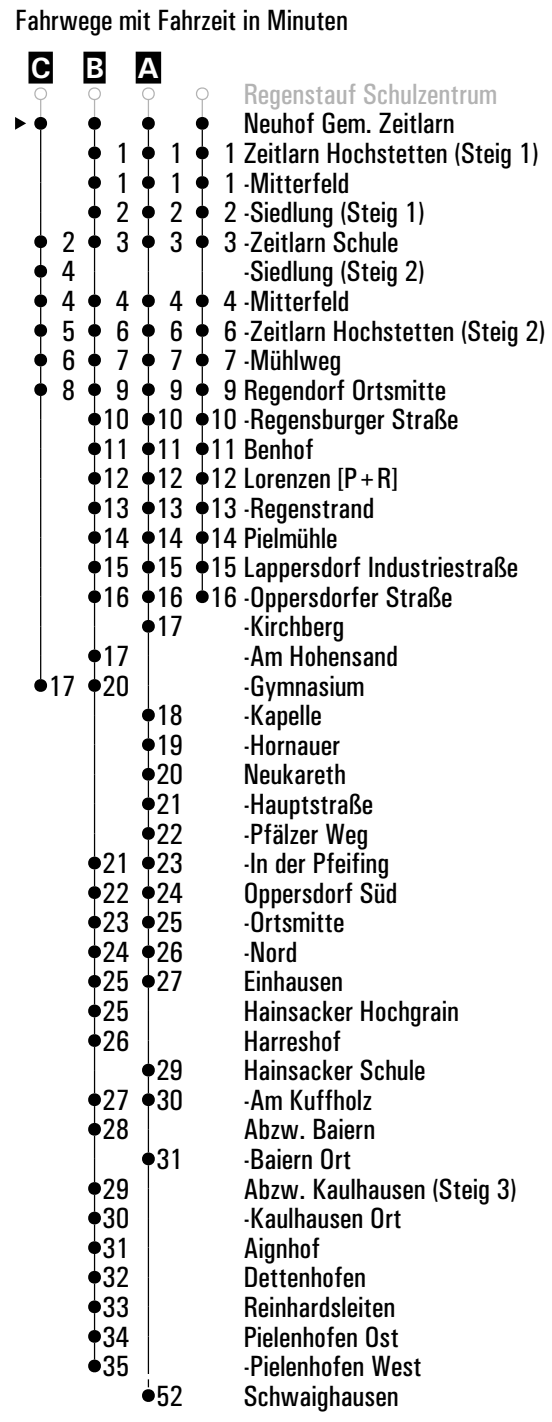 Fahrwege mit Fahrzeit in Minuten
C B A
Regenstauf Schulzentrum
Neuhof Gem. Zeitlarn
1 1 1 Zeitlarn Hochstetten (Steig 1)
1 1 1 -Mitterfeld
2 2 2 -Siedlung (Steig 1)
2 3 3 3 -Zeitlarn Schule
4 -Siedlung (Steig 2)
4 4 4 4 -Mitterfeld
5 6 6 6 -Zeitlarn Hochstetten (Steig 2)
6 7 7 7 -Mühlweg
8 9 9 9 Regendorf Ortsmitte
10 10 10 -Regensburger Straße
11 11 11 Benhof
12 12 12 Lorenzen [P+R]
13 13 13 -Regenstrand
14 14 14 Pielmühle
15 15 15 Lappersdorf Industriestraße
16 16 16 -Oppersdorfer Straße
17 -Kirchberg
17 -Am Hohensand
17 20 -Gymnasium
18 -Kapelle
19 -Hornauer
20 Neukareth
21 -Hauptstraße
22 -Pfälzer Weg
21 23 -In der Pfeifing
22 24 Oppersdorf Süd
23 25 -Ortsmitte
24 26 -Nord
25 27 Einhausen
25 Hainsacker Hochgrain
26 Harreshof
29 Hainsacker Schule
27 30 -Am Kuffholz
28 Abzw. Baiern
31 -Baiern Ort
29 Abzw. Kaulhausen (Steig 3)
30 -Kaulhausen Ort
31 Aignhof
32 Dettenhofen
33 Reinhardsleiten
34 Pielenhofen Ost
35 -Pielenhofen West
52 Schwaighausen